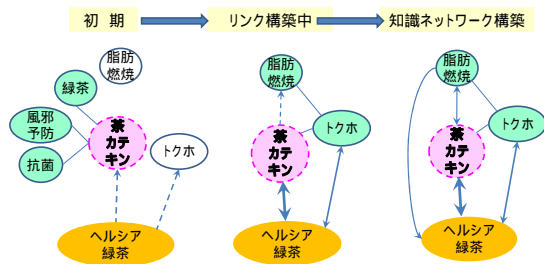 初 期
リンク構築中
知識ネットワーク構築
脂肪
燃焼
緑茶
風邪
予防
抗菌
茶
カテ
キン
トクホ
ヘルシア
緑茶
脂肪
燃焼
トクホ
茶
カテ
キン
ヘルシア
緑茶
脂肪
燃焼
トクホ
茶
カテ
キン
ヘルシア
緑茶